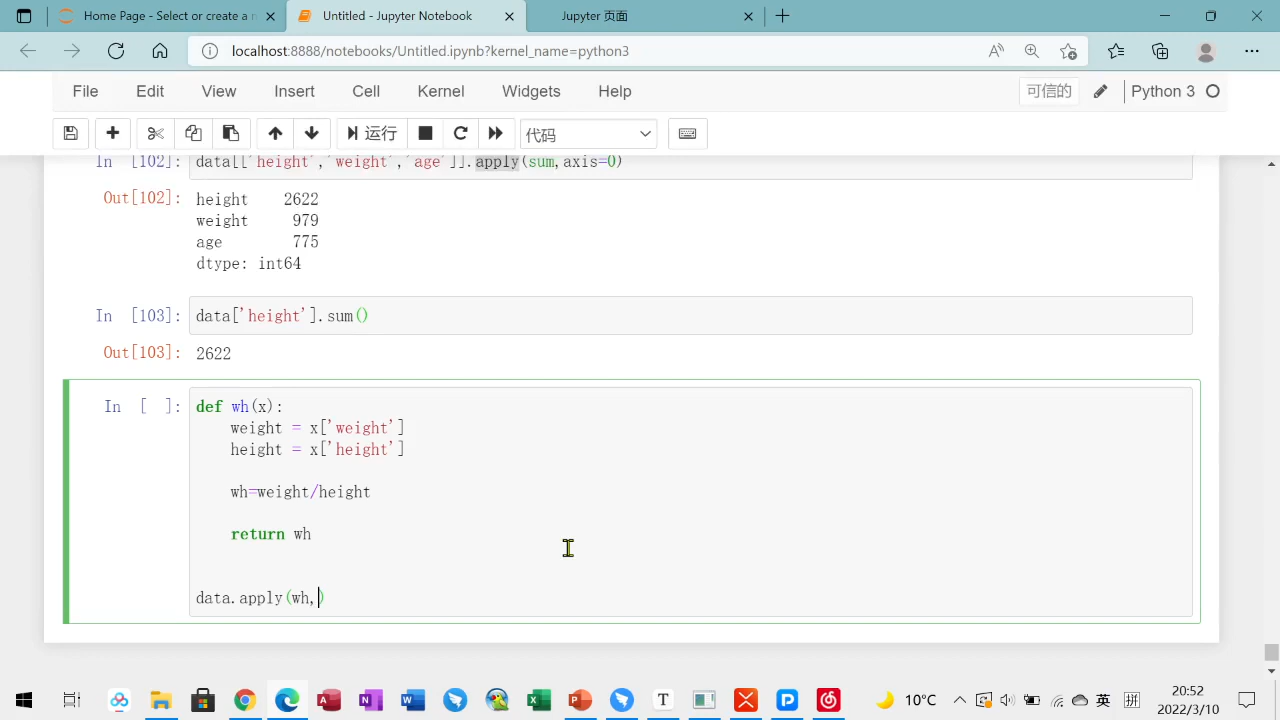 Home Page - Select or create a n
Untitled - Jupyter Notebook
Jupyter 页面
localhost:8888/notebooks/Untitled.ipynb?kernel_name=python3
File Edit View Insert Cell Kernel Widgets Help 可信的 Python 3
运行 代码
In [102]: data[['height','weight','age']].apply(sum,axis=0)
Out[102]: height 2622
weight 979
age 775
dtype: int64
In [103]: data['height'].sum()
Out[103]: 2622
In [ ]: def wh(x):
weight = x['weight']
height = x['height']
wh=weight/height
return wh
data.apply(wh,)
10°C 英 拼 20:52
2022/3/10